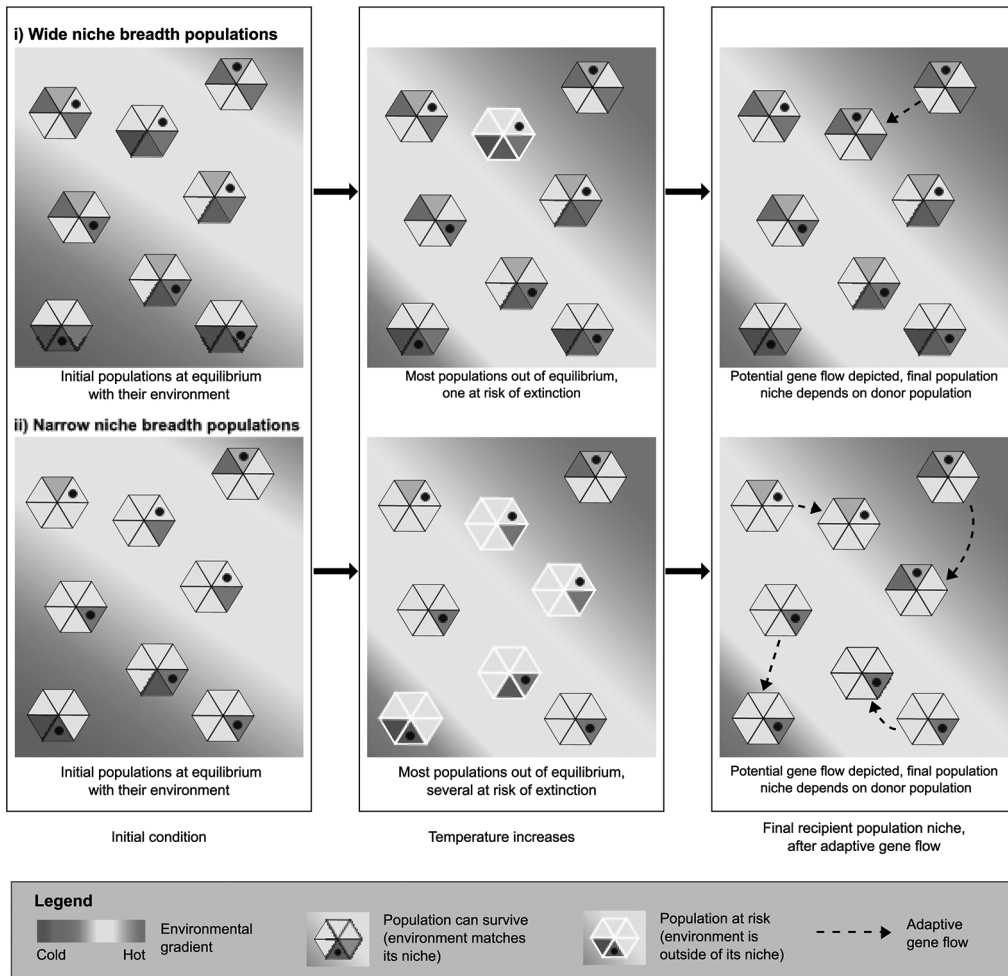 i) Wide niche breadth populations
Initial populations at equilibrium
with their environment
Most populations out of equilibrium,
one at risk of extinction
Potential gene flow depicted, final population
niche depends on donor population
ii) Narrow niche breadth populations
Initial populations at equilibrium
with their environment
Most populations out of equilibrium,
several at risk of extinction
Potential gene flow depicted, final population
niche depends on donor population
Initial condition
Temperature increases
Final recipient population niche,
after adaptive gene flow
Legend
Cold
Hot
Environmental
gradient
Population can survive
(environment matches
its niche)
Population at risk
(environment is
outside of its niche)
Adaptive
gene flow